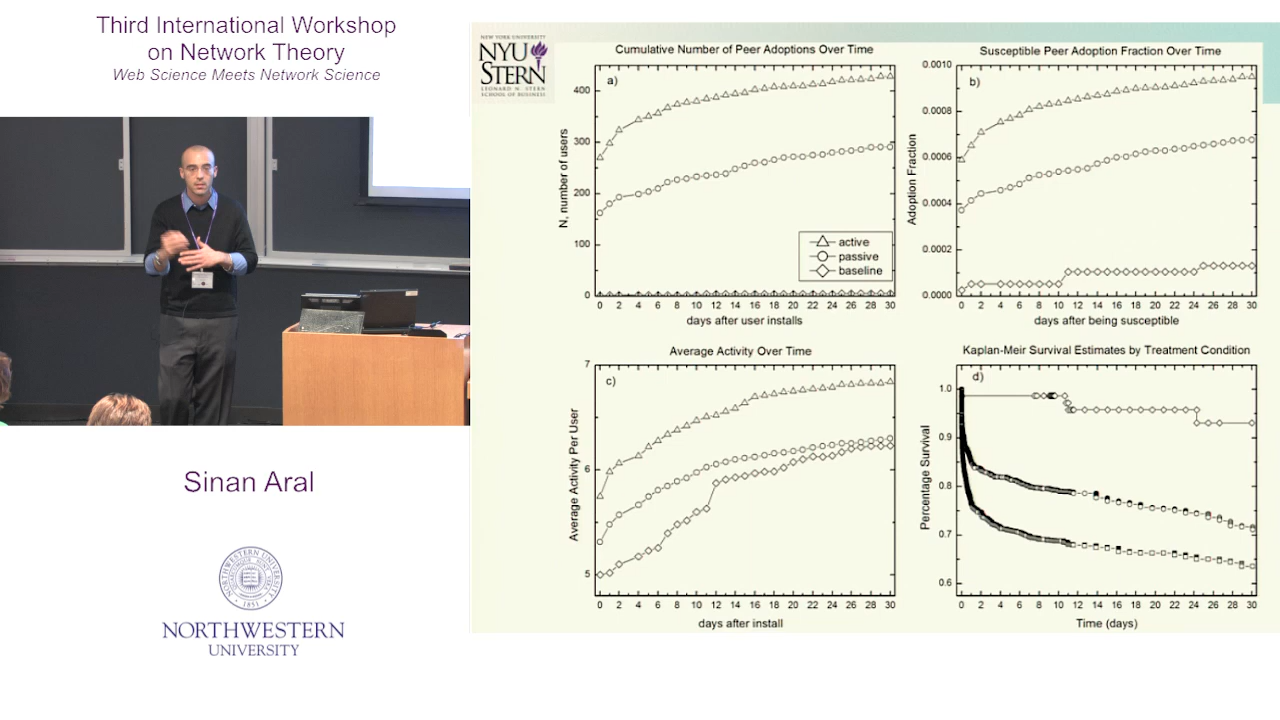 Third International Workshop
on Network Theory
Web Science Meets Network Science
Sinan Aral
NORTHWESTERN
UNIVERSITY
1851
NEW YORK UNIVERSITY
NYU
STERN
LEONARD N. STERN
SCHOOL OF BUSINESS
Cumulative Number of Peer Adoptions Over Time
a)
N, number of users
400
300
200
100
0
active
passive
baseline
0 2 4 6 8 10 12 14 16 18 20 22 24 26 28 30
days after user installs
Susceptible Peer Adoption Fraction Over Time
b)
Adoption Fraction
0.0010
0.0008
0.0006
0.0004
0.0002
0.0000
0 2 4 6 8 10 12 14 16 18 20 22 24 26 28 30
days after being susceptible
Average Activity Over Time
c)
Average Activity Per User
7
6
5
0 2 4 6 8 10 12 14 16 18 20 22 24 26 28 30
days after install
Kaplan-Meir Survival Estimates by Treatment Condition
d)
Percentage Survival
1.0
0.9
0.8
0.7
0.6
0 2 4 6 8 10 12 14 16 18 20 22 24 26 28 30
Time (days)